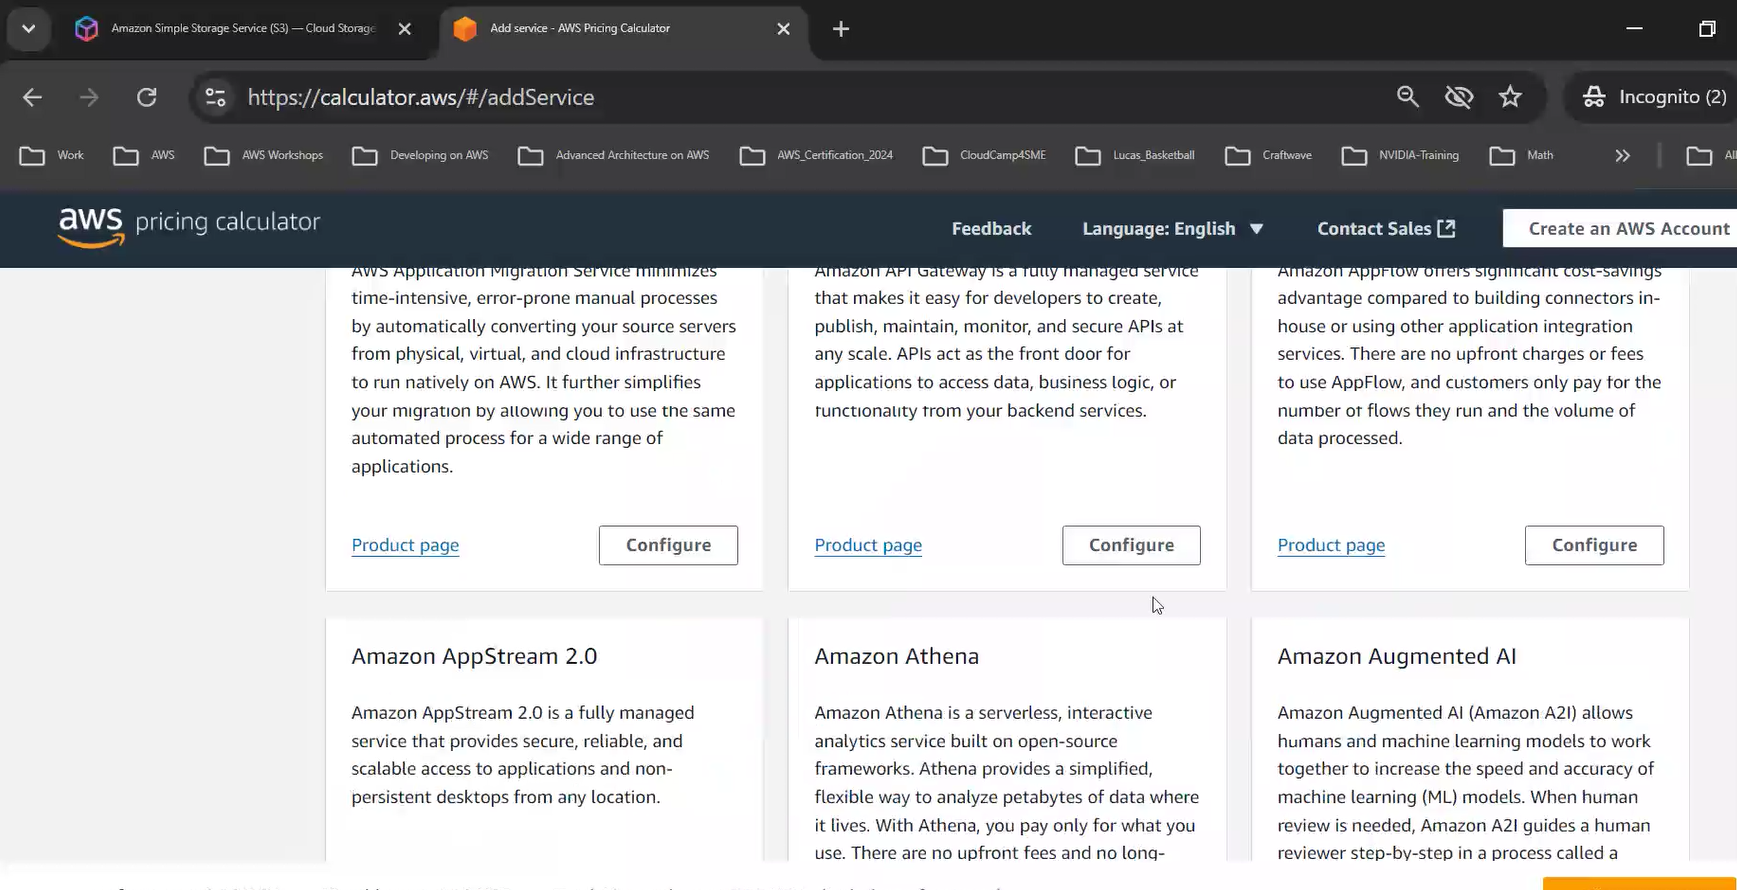 Amazon Simple Storage Service (S3) — Cloud Storage
Add service - AWS Pricing Calculator
https://calculator.aws/#/addService
Incognito (2)
Work
AWS
AWS Workshops
Developing on AWS
Advanced Architecture on AWS
AWS_Certification_2024
CloudCamp4SME
Lucas_Basketball
Craftwave
NVIDIA-Training
Math
All
aws pricing calculator
Feedback
Language: English
Contact Sales
Create an AWS Account
AWS Application Migration Service minimizes
time-intensive, error-prone manual processes
by automatically converting your source servers
from physical, virtual, and cloud infrastructure
to run natively on AWS. It further simplifies
your migration by allowing you to use the same
automated process for a wide range of
applications.
Product page
Configure
Amazon API Gateway is a fully managed service
that makes it easy for developers to create,
publish, maintain, monitor, and secure APIs at
any scale. APIs act as the front door for
applications to access data, business logic, or
functionality from your backend services.
Product page
Configure
Amazon AppFlow offers significant cost-savings
advantage compared to building connectors in-
house or using other application integration
services. There are no upfront charges or fees
to use AppFlow, and customers only pay for the
number of flows they run and the volume of
data processed.
Product page
Configure
Amazon AppStream 2.0
Amazon AppStream 2.0 is a fully managed
service that provides secure, reliable, and
scalable access to applications and non-
persistent desktops from any location.
Amazon Athena
Amazon Athena is a serverless, interactive
analytics service built on open-source
frameworks. Athena provides a simplified,
flexible way to analyze petabytes of data where
it lives. With Athena, you pay only for what you
use. There are no upfront fees and no long-
Amazon Augmented AI
Amazon Augmented AI (Amazon A2I) allows
humans and machine learning models to work
together to increase the speed and accuracy of
machine learning (ML) models. When human
review is needed, Amazon A2I guides a human
reviewer step-by-step in a process called a